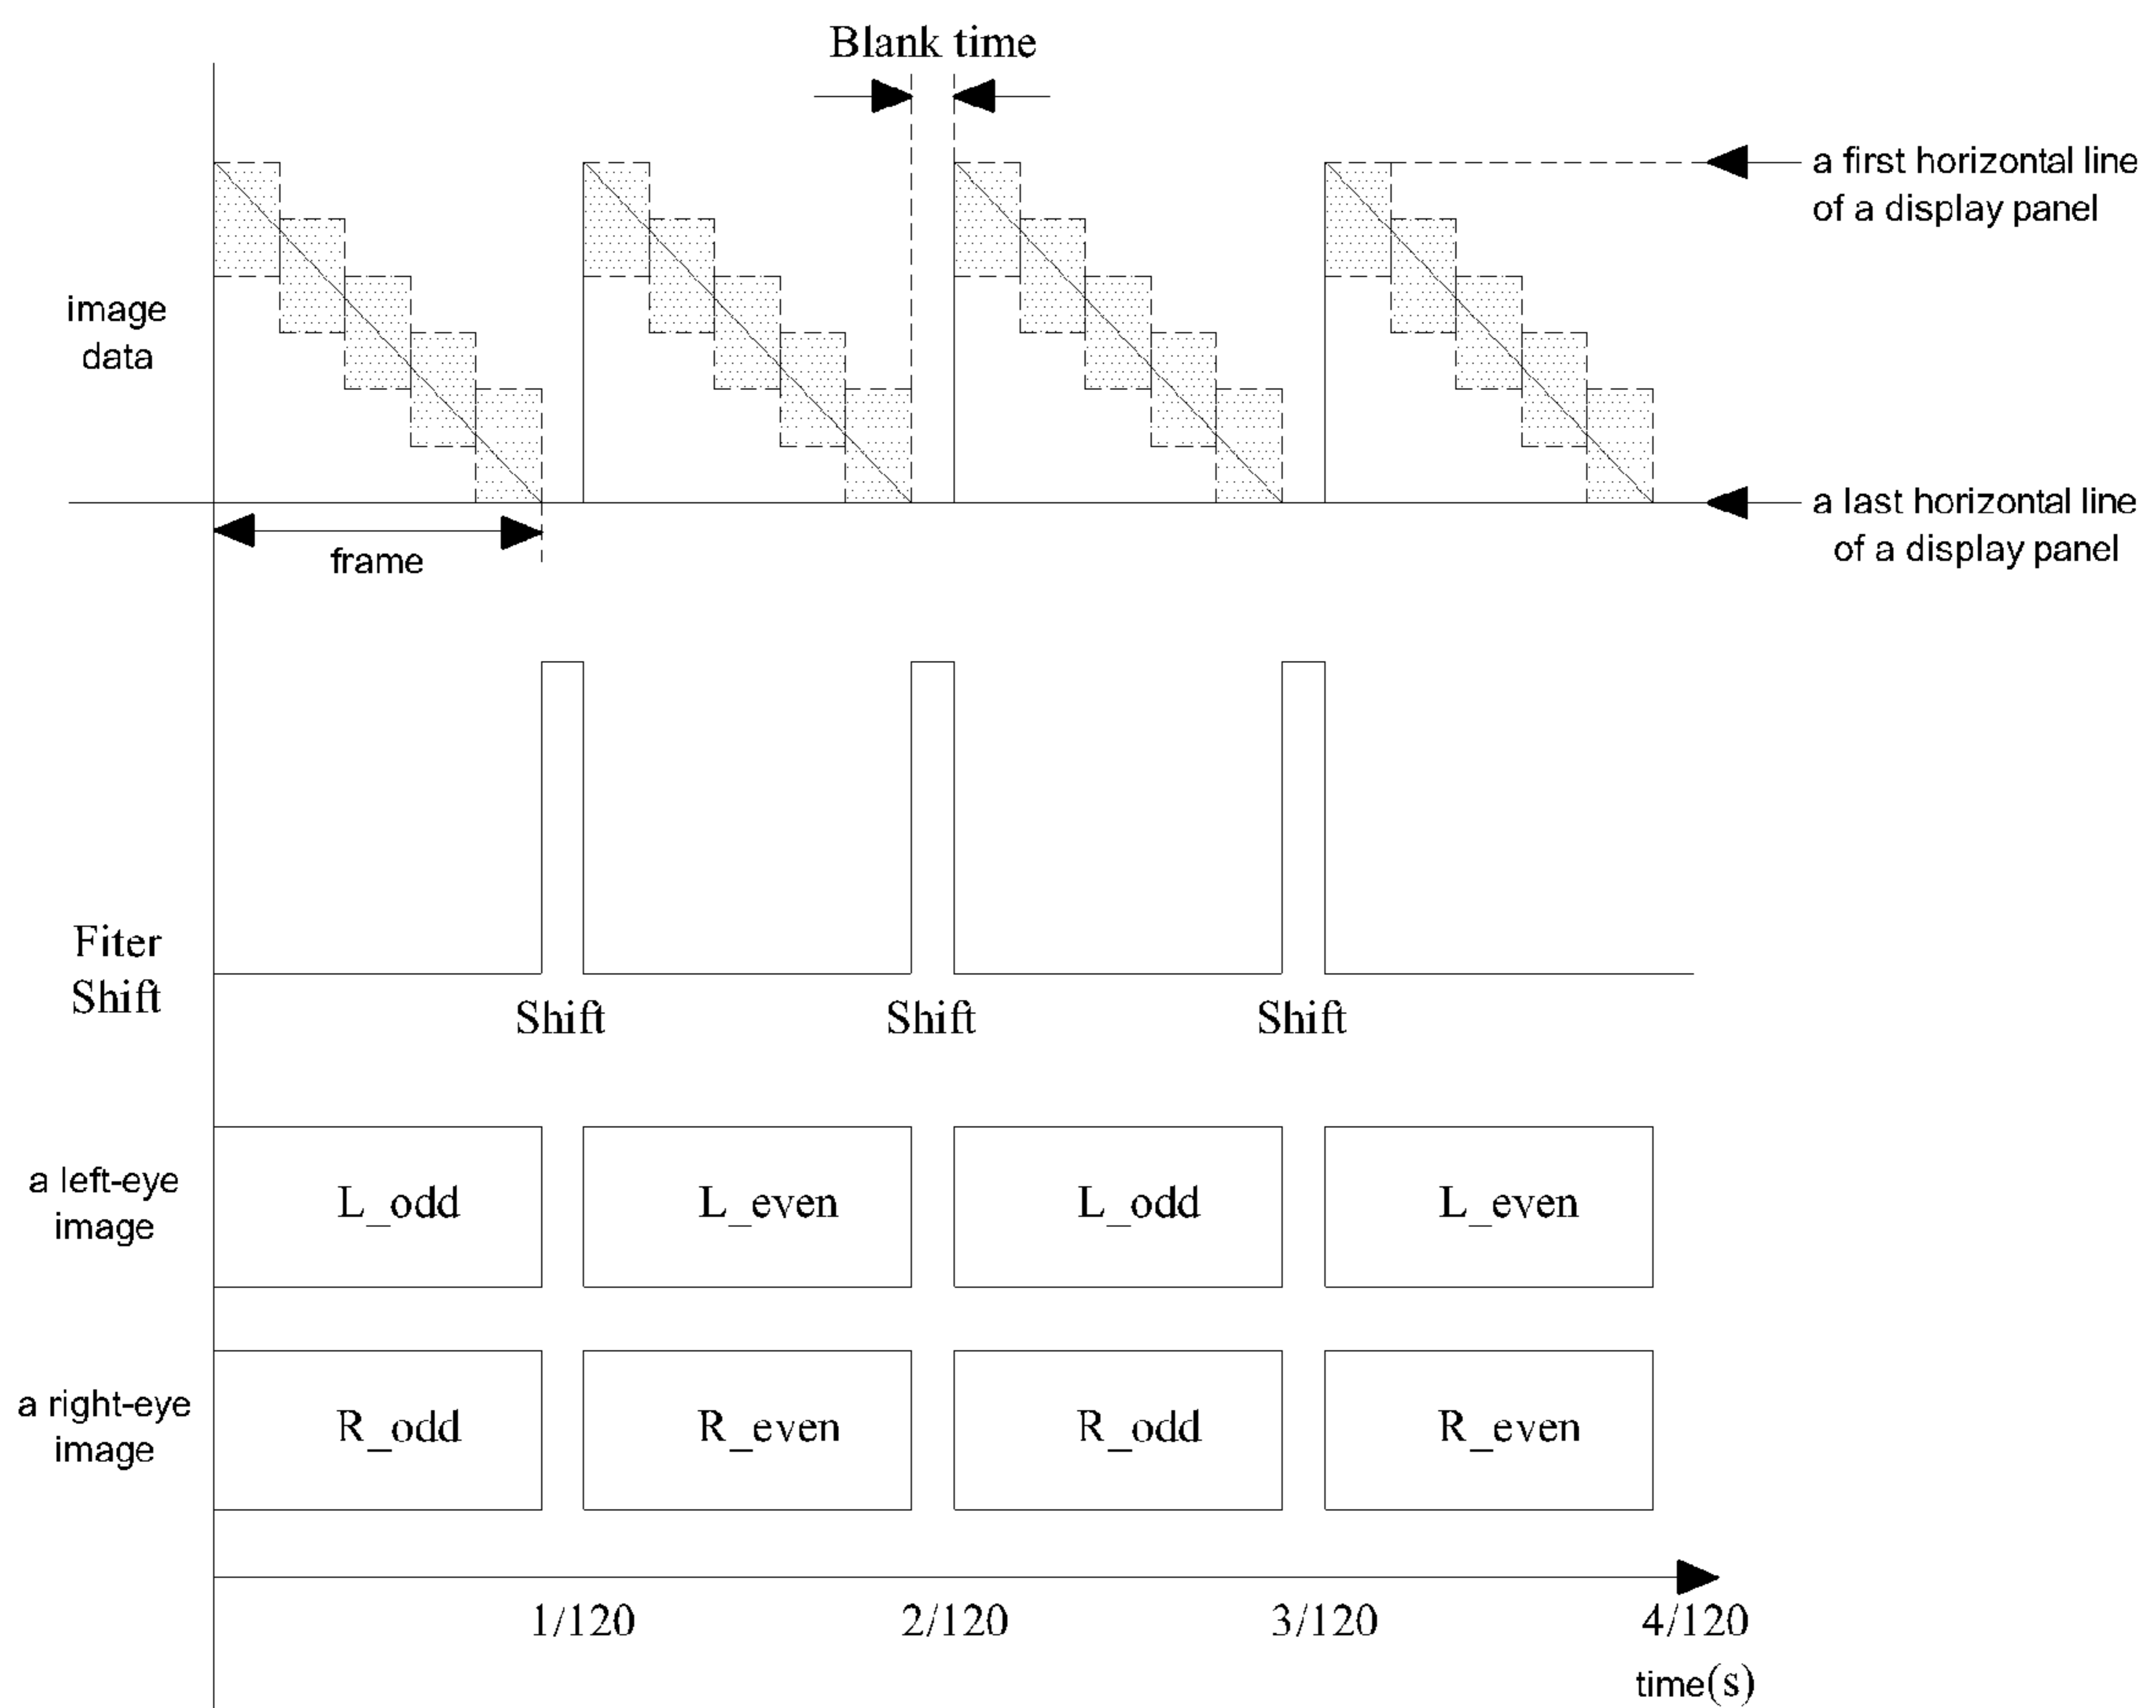 Blank time
a first horizontal line
of a display panel
image
data
a last horizontal line
of a display panel
frame
Fiter
Shift
Shift
Shift
Shift
a left-eye
image
L_odd
L_even
L_odd
L_even
a right-eye
image
R_odd
R_even
R_odd
R_even
1/120
2/120
3/120
4/120
time(s)